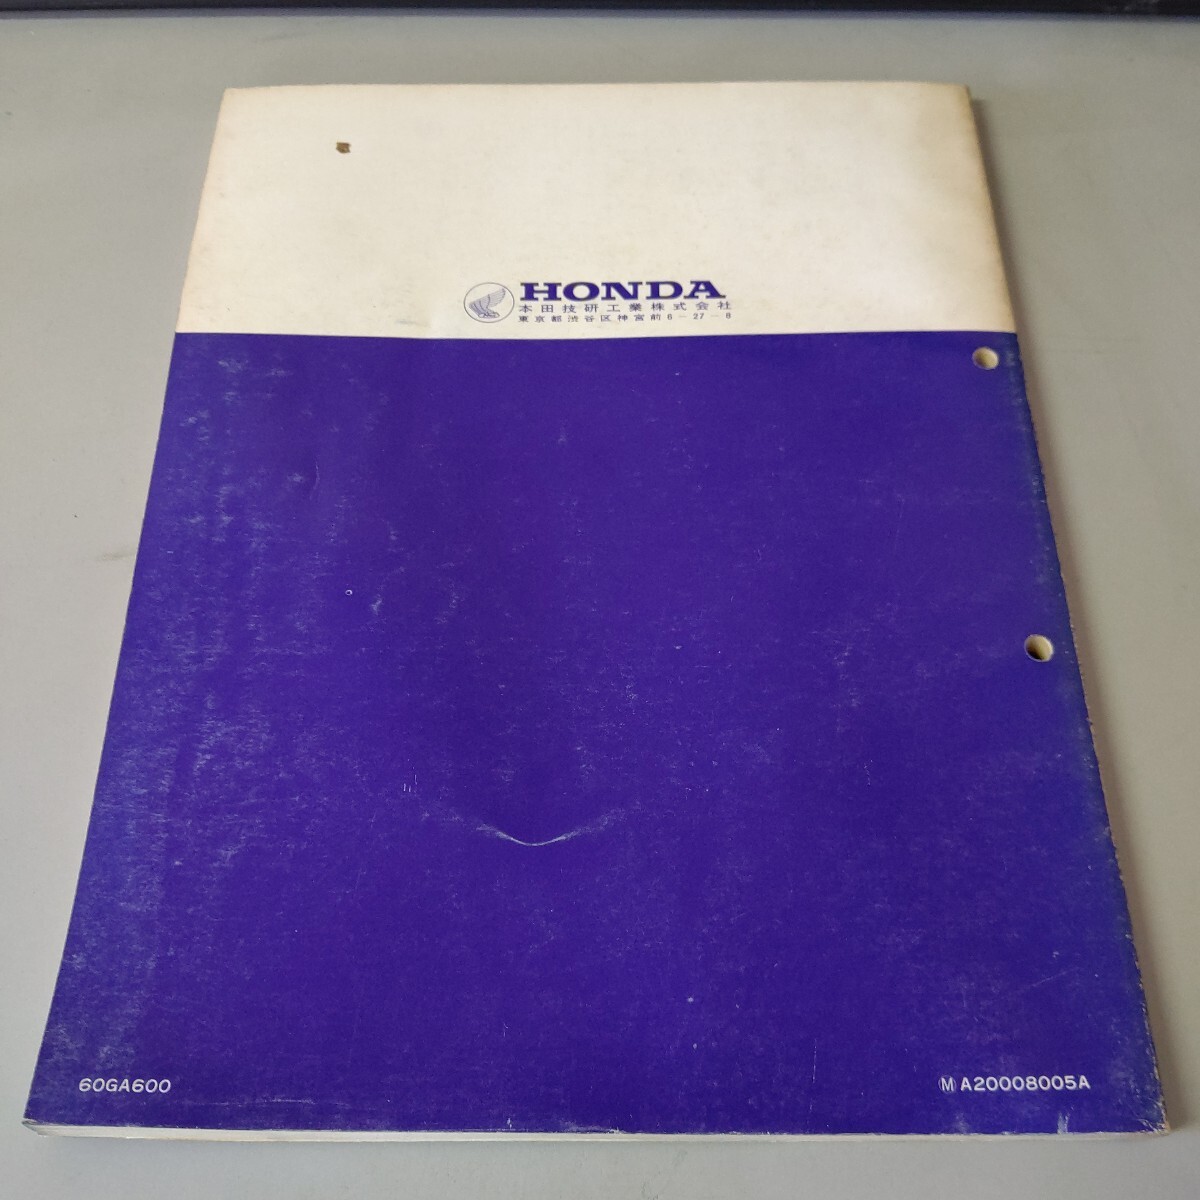 HONDA
本田技研工業株式会社
東京都渋谷区神宮前6－27－8
60GA600
Ⓜ A20008005A